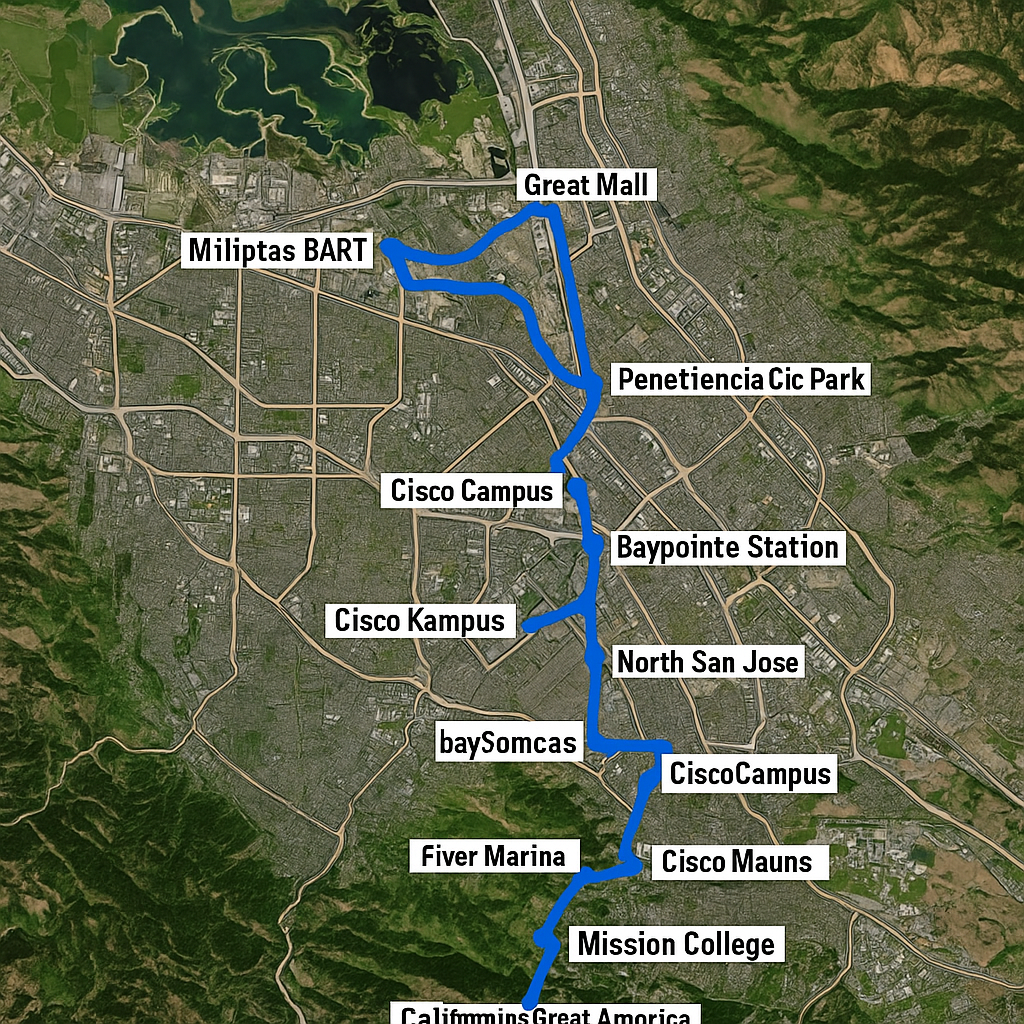 Great Mall
Miliptas BART
Penetiencia Cic Park
Cisco Campus
Baypointe Station
Cisco Kampus
North San Jose
baySomcas
CiscoCampus
Fiver Marina
Cisco Mauns
Mission College
Great Amorica